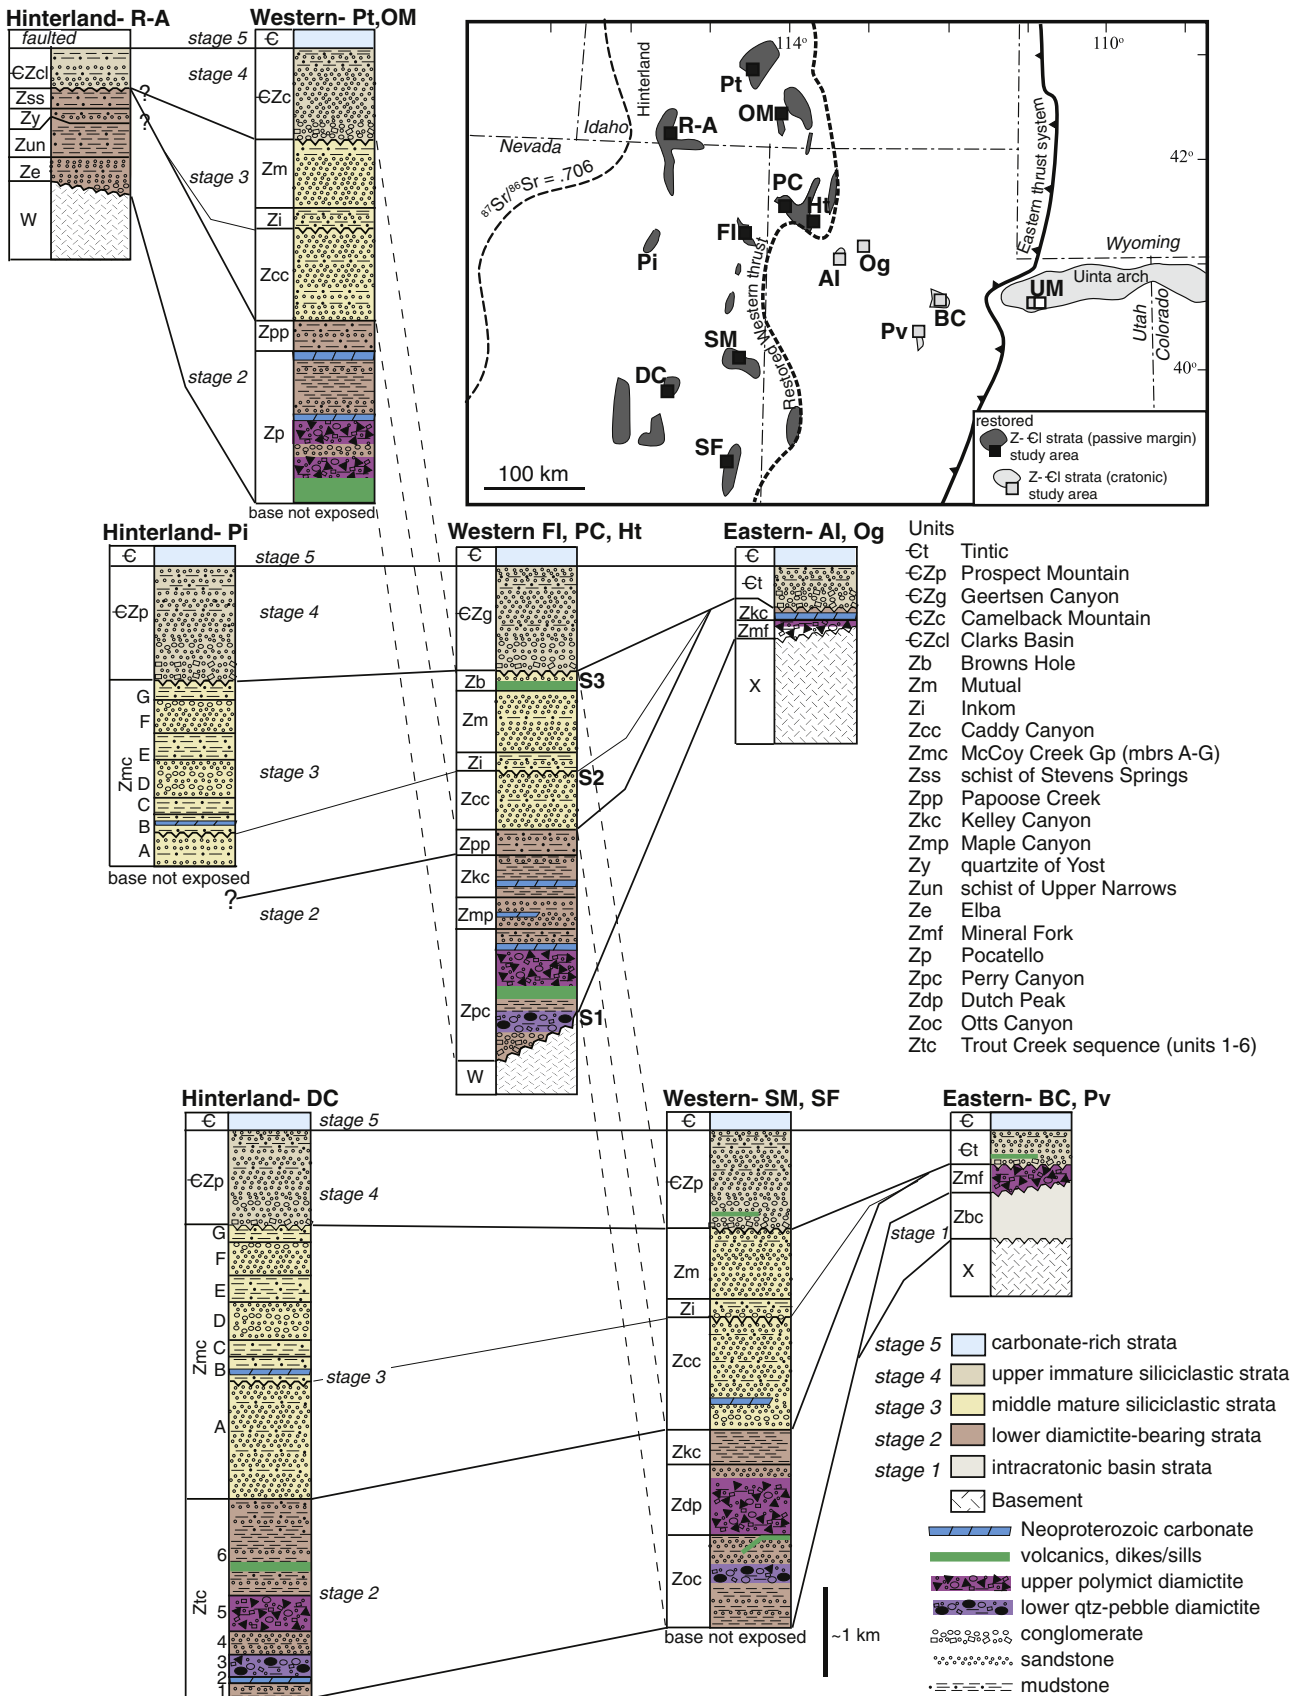 Hinterland- R-A
faulted
ЄZcl
Zss
Zy
Zun
Ze
W
?
?
stage 5
stage 4
stage 3
stage 2
Western- Pt,OM
Є
ЄZc
Zm
Zi
Zcc
Zpp
Zp
base not exposed
114°
110°
42°
40°
Hinterland
Idaho
Nevada
⁸⁷Sr/⁸⁶Sr = .706
Pt
OM
R-A
PC
Ht
FI
Pi
AI
Og
BC
Pv
UM
SM
DC
SF
Restored Western thrust
Eastern thrust system
Wyoming
Uinta arch
Utah
Colorado
100 km
restored
Z-ЄI strata (passive margin)
study area
Z-ЄI strata (cratonic)
study area
Hinterland- Pi
Є
ЄZp
G
F
E
D
C
B
A
Zmc
base not exposed
?
stage 5
stage 4
stage 3
stage 2
Western FI, PC, Ht
Є
ЄZg
Zb
Zm
Zi
Zcc
Zpp
Zkc
Zmp
Zpc
W
S3
S2
S1
Eastern- AI, Og
Є
Єt
Zkc
Zmf
X
Units
Єt Tintic
ЄZp Prospect Mountain
ЄZg Geertsen Canyon
ЄZc Camelback Mountain
ЄZcl Clarks Basin
Zb Browns Hole
Zm Mutual
Zi Inkom
Zcc Caddy Canyon
Zmc McCoy Creek Gp (mbrs A-G)
Zss schist of Stevens Springs
Zpp Papoose Creek
Zkc Kelley Canyon
Zmp Maple Canyon
Zy quartzite of Yost
Zun schist of Upper Narrows
Ze Elba
Zmf Mineral Fork
Zp Pocatello
Zpc Perry Canyon
Zdp Dutch Peak
Zoc Otts Canyon
Ztc Trout Creek sequence (units 1-6)
Hinterland- DC
Є
ЄZp
G
F
E
D
C
B
A
Zmc
6
5
4
3
2
1
Ztc
stage 5
stage 4
stage 3
stage 2
Western- SM, SF
Є
ЄZp
Zm
Zi
Zcc
Zkc
Zdp
Zoc
base not exposed
~1 km
Eastern- BC, Pv
Є
Єt
Zmf
Zbc
X
stage 1
stage 5 carbonate-rich strata
stage 4 upper immature siliciclastic strata
stage 3 middle mature siliciclastic strata
stage 2 lower diamictite-bearing strata
stage 1 intracratonic basin strata
Basement
Neoproterozoic carbonate
volcanics, dikes/sills
upper polymict diamictite
lower qtz-pebble diamictite
conglomerate
sandstone
mudstone